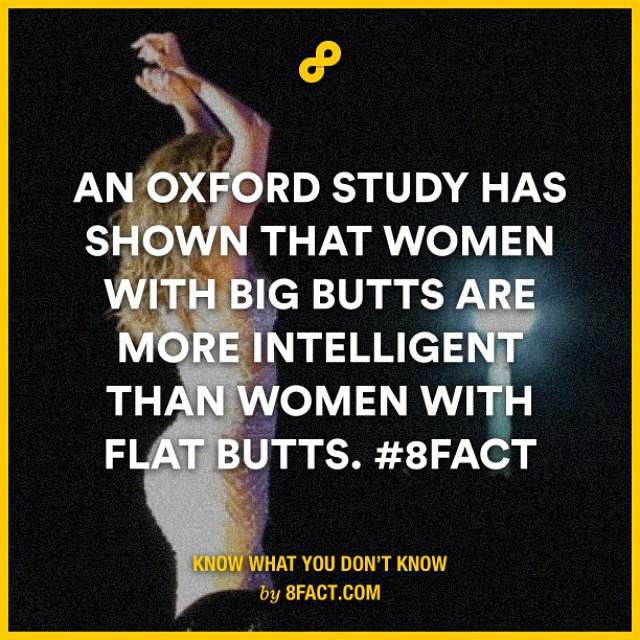 AN OXFORD STUDY HAS
SHOWN THAT WOMEN
WITH BIG BUTTS ARE
MORE INTELLIGENT
THAN WOMEN WITH
FLAT BUTTS. #8FACT
KNOW WHAT YOU DON'T KNOW
by 8FACT.COM